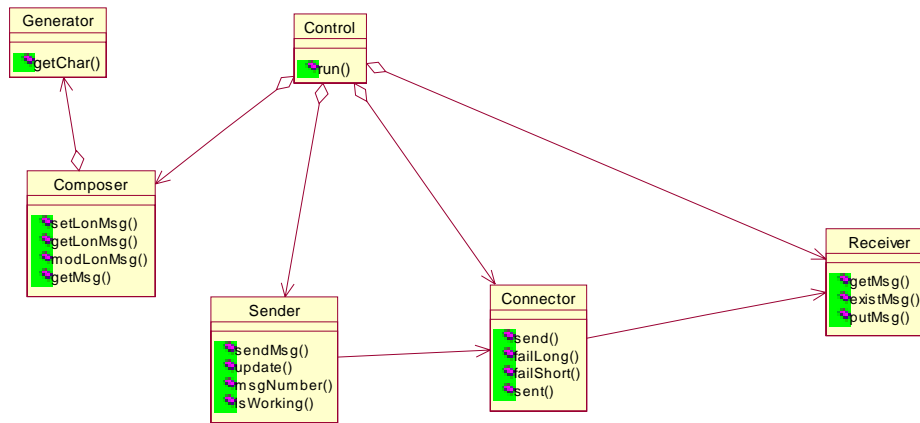 Generator
getChar()
Control
run()
Composer
setLonMsg()
getLonMsg()
modLonMsg()
getMsg()
Sender
sendMsg()
update()
msgNumber()
IsWorking()
Connector
send()
failLong()
failShort()
sent()
Receiver
getMsg()
existMsg()
putMsg()